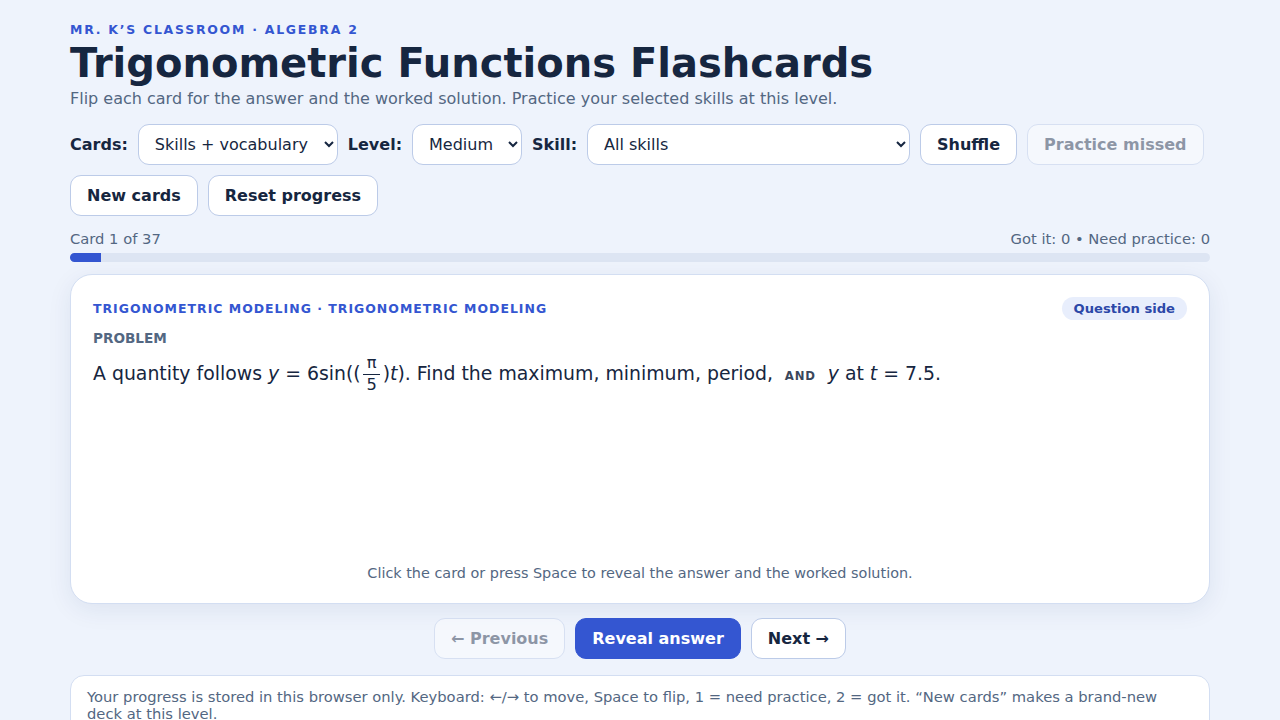 MR. K’S CLASSROOM · ALGEBRA 2
Trigonometric Functions Flashcards
Flip each card for the answer and the worked solution. Practice your selected skills at this level.
Cards: Skills + vocabulary Level: Medium Skill: All skills Shuffle Practice missed
New cards Reset progress
Card 1 of 37 Got it: 0 • Need practice: 0
TRIGONOMETRIC MODELING · TRIGONOMETRIC MODELING Question side
PROBLEM
A quantity follows y = 6sin((π/5)t). Find the maximum, minimum, period, AND y at t = 7.5.
Click the card or press Space to reveal the answer and the worked solution.
← Previous Reveal answer Next →
Your progress is stored in this browser only. Keyboard: ←/→ to move, Space to flip, 1 = need practice, 2 = got it. “New cards” makes a brand-new
deck at this level.